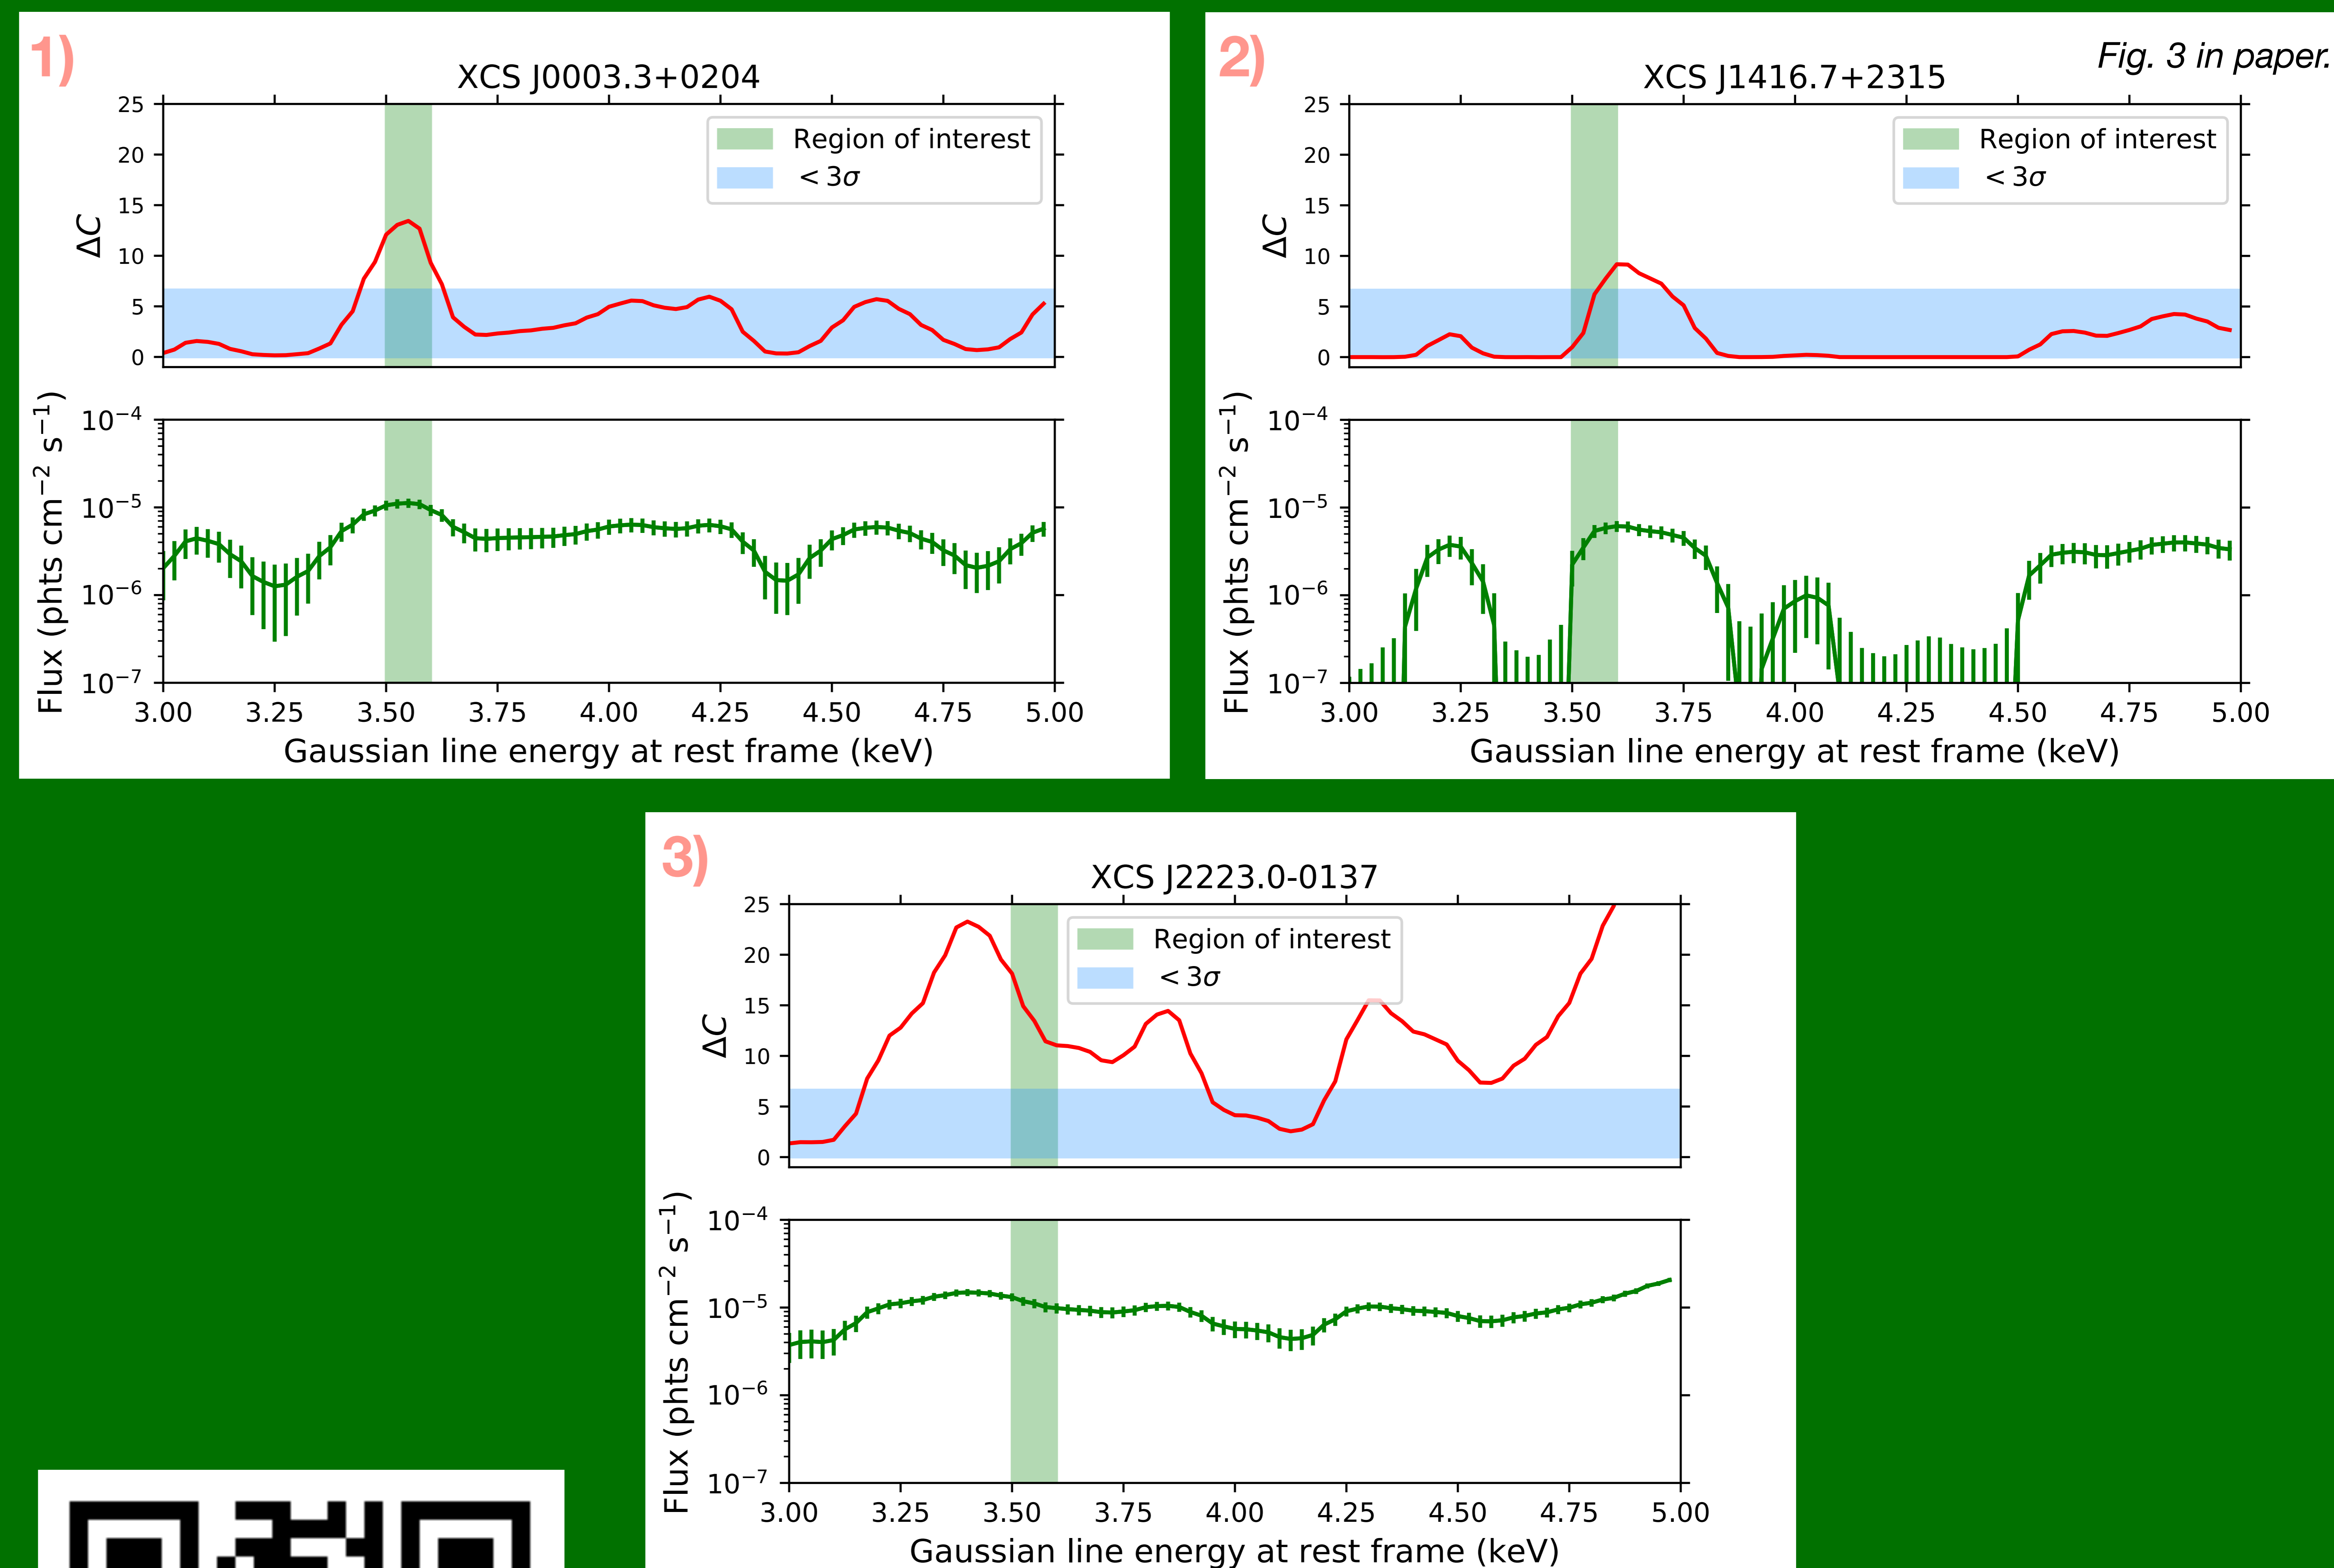 1)
XCS J0003.3+0204
25
20
15
10
5
0
ΔC
Region of interest
< 3σ
10⁻⁴
10⁻⁵
10⁻⁶
10⁻⁷
Flux (phts cm⁻² s⁻¹)
3.00 3.25 3.50 3.75 4.00 4.25 4.50 4.75 5.00
Gaussian line energy at rest frame (keV)
2)
Fig. 3 in paper.
XCS J1416.7+2315
25
20
15
10
5
0
ΔC
Region of interest
< 3σ
10⁻⁴
10⁻⁵
10⁻⁶
10⁻⁷
Flux (phts cm⁻² s⁻¹)
3.00 3.25 3.50 3.75 4.00 4.25 4.50 4.75 5.00
Gaussian line energy at rest frame (keV)
3)
XCS J2223.0-0137
25
20
15
10
5
0
ΔC
Region of interest
< 3σ
10⁻⁴
10⁻⁵
10⁻⁶
10⁻⁷
Flux (phts cm⁻² s⁻¹)
3.00 3.25 3.50 3.75 4.00 4.25 4.50 4.75 5.00
Gaussian line energy at rest frame (keV)